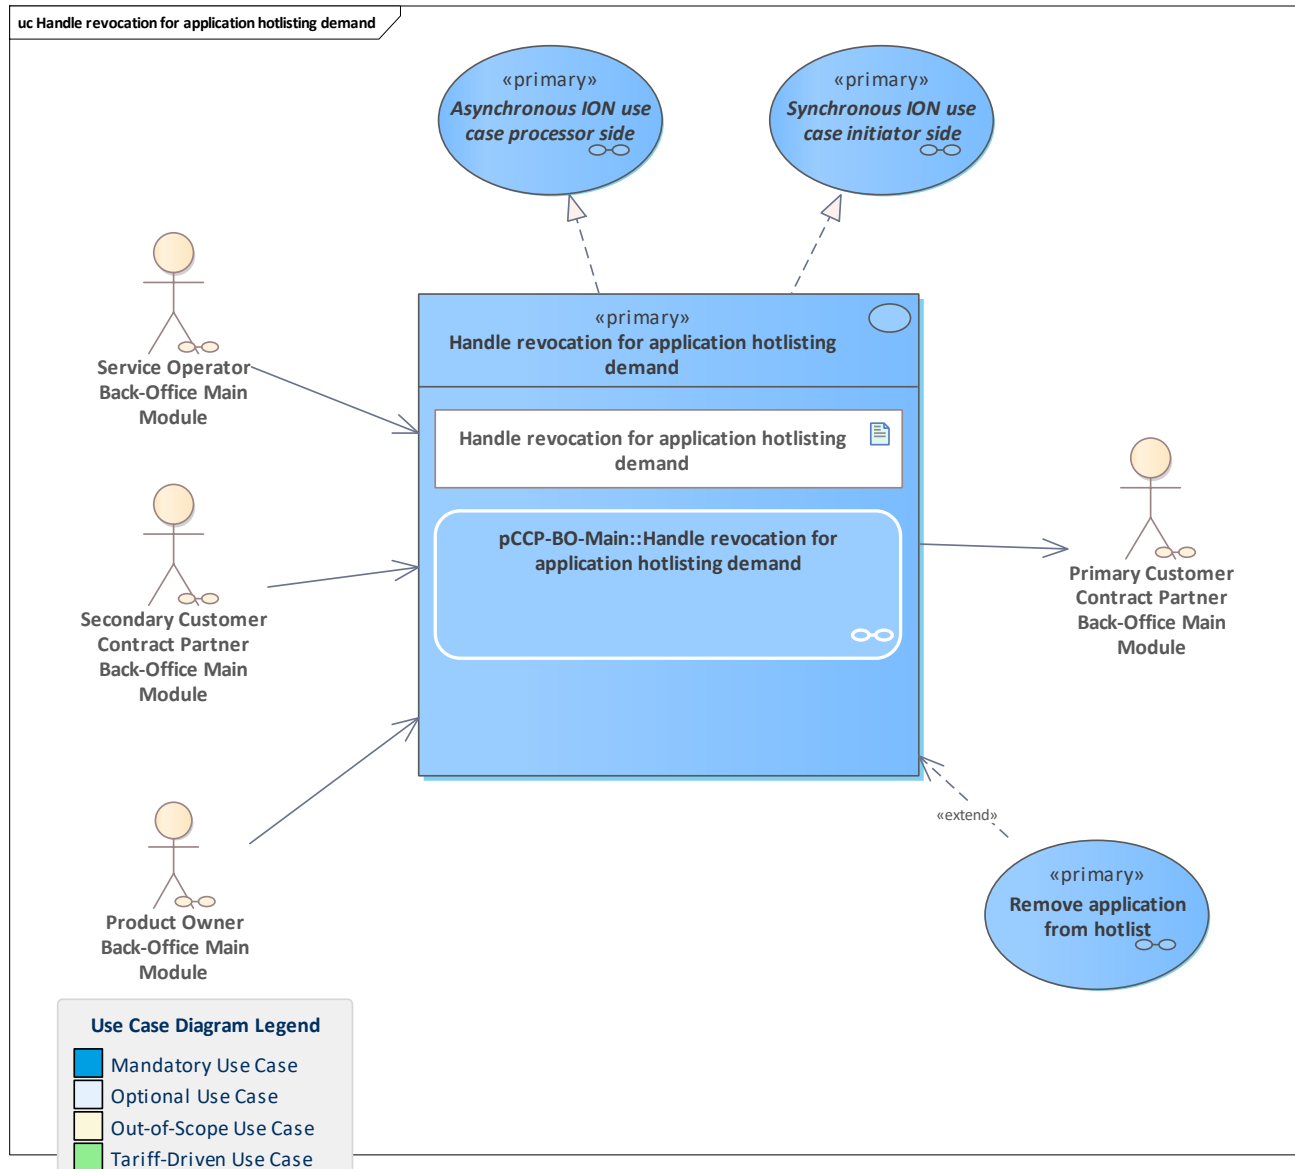 uc Handle revocation for application hotlisting demand
«primary»
Asynchronous ION use
case processor side
«primary»
Synchronous ION use
case initiator side
Service Operator
Back-Office Main
Module
«primary»
Handle revocation for application hotlisting
demand
Handle revocation for application hotlisting
demand
pCCP-BO-Main::Handle revocation for
application hotlisting demand
Secondary Customer
Contract Partner
Back-Office Main
Module
Primary Customer
Contract Partner
Back-Office Main
Module
«extend»
Product Owner
Back-Office Main
Module
«primary»
Remove application
from hotlist
Use Case Diagram Legend
Mandatory Use Case
Optional Use Case
Out-of-Scope Use Case
Tariff-Driven Use Case